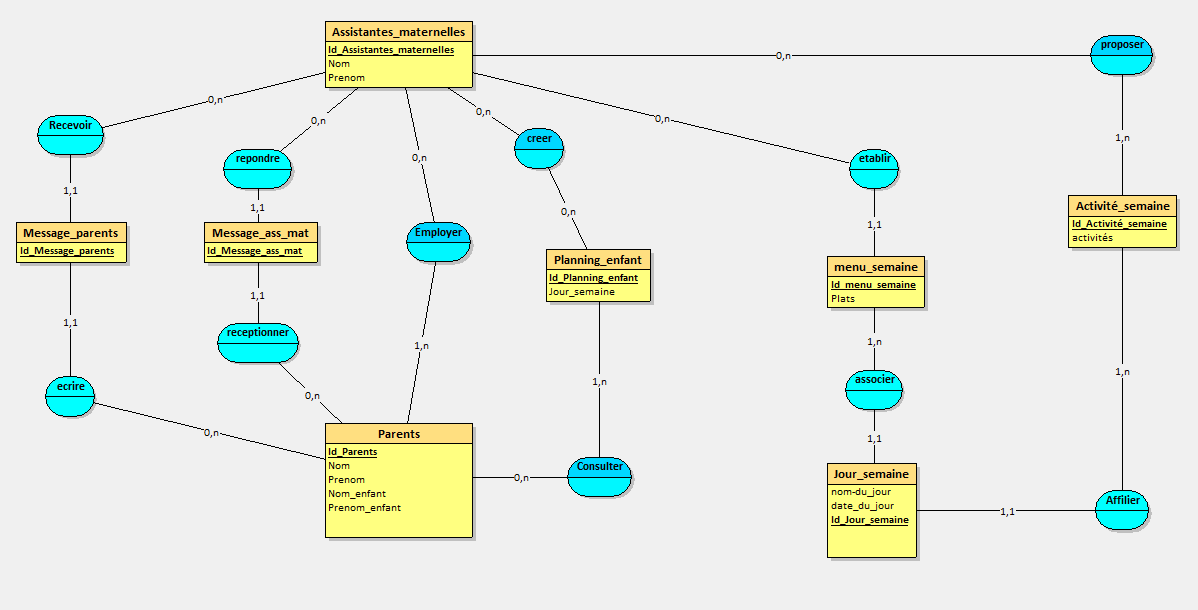 Assistantes_maternelles
Id_Assistantes_maternelles
Nom
Prenom
0,n
proposer
0,n
0,n
0,n
0,n
0,n
Recevoir
creer
repondre
etablir
1,n
0,n
1,1
1,1
0,n
1,1
Message_parents
Id_Message_parents
Message_ass_mat
Id_Message_ass_mat
Employer
Planning_enfant
Id_Planning_enfant
Jour_semaine
menu_semaine
Id_menu_semaine
Plats
Activité_semaine
Id_Activité_semaine
activités
1,1
1,1
receptionner
1,n
1,n
1,n
1,n
ecrire
associer
0,n
0,n
1,1
Parents
Id_Parents
Nom
Prenom
Nom_enfant
Prenom_enfant
0,n
Consulter
Jour_semaine
nom-du_jour
date_du_jour
Id_Jour_semaine
1,1
Affilier